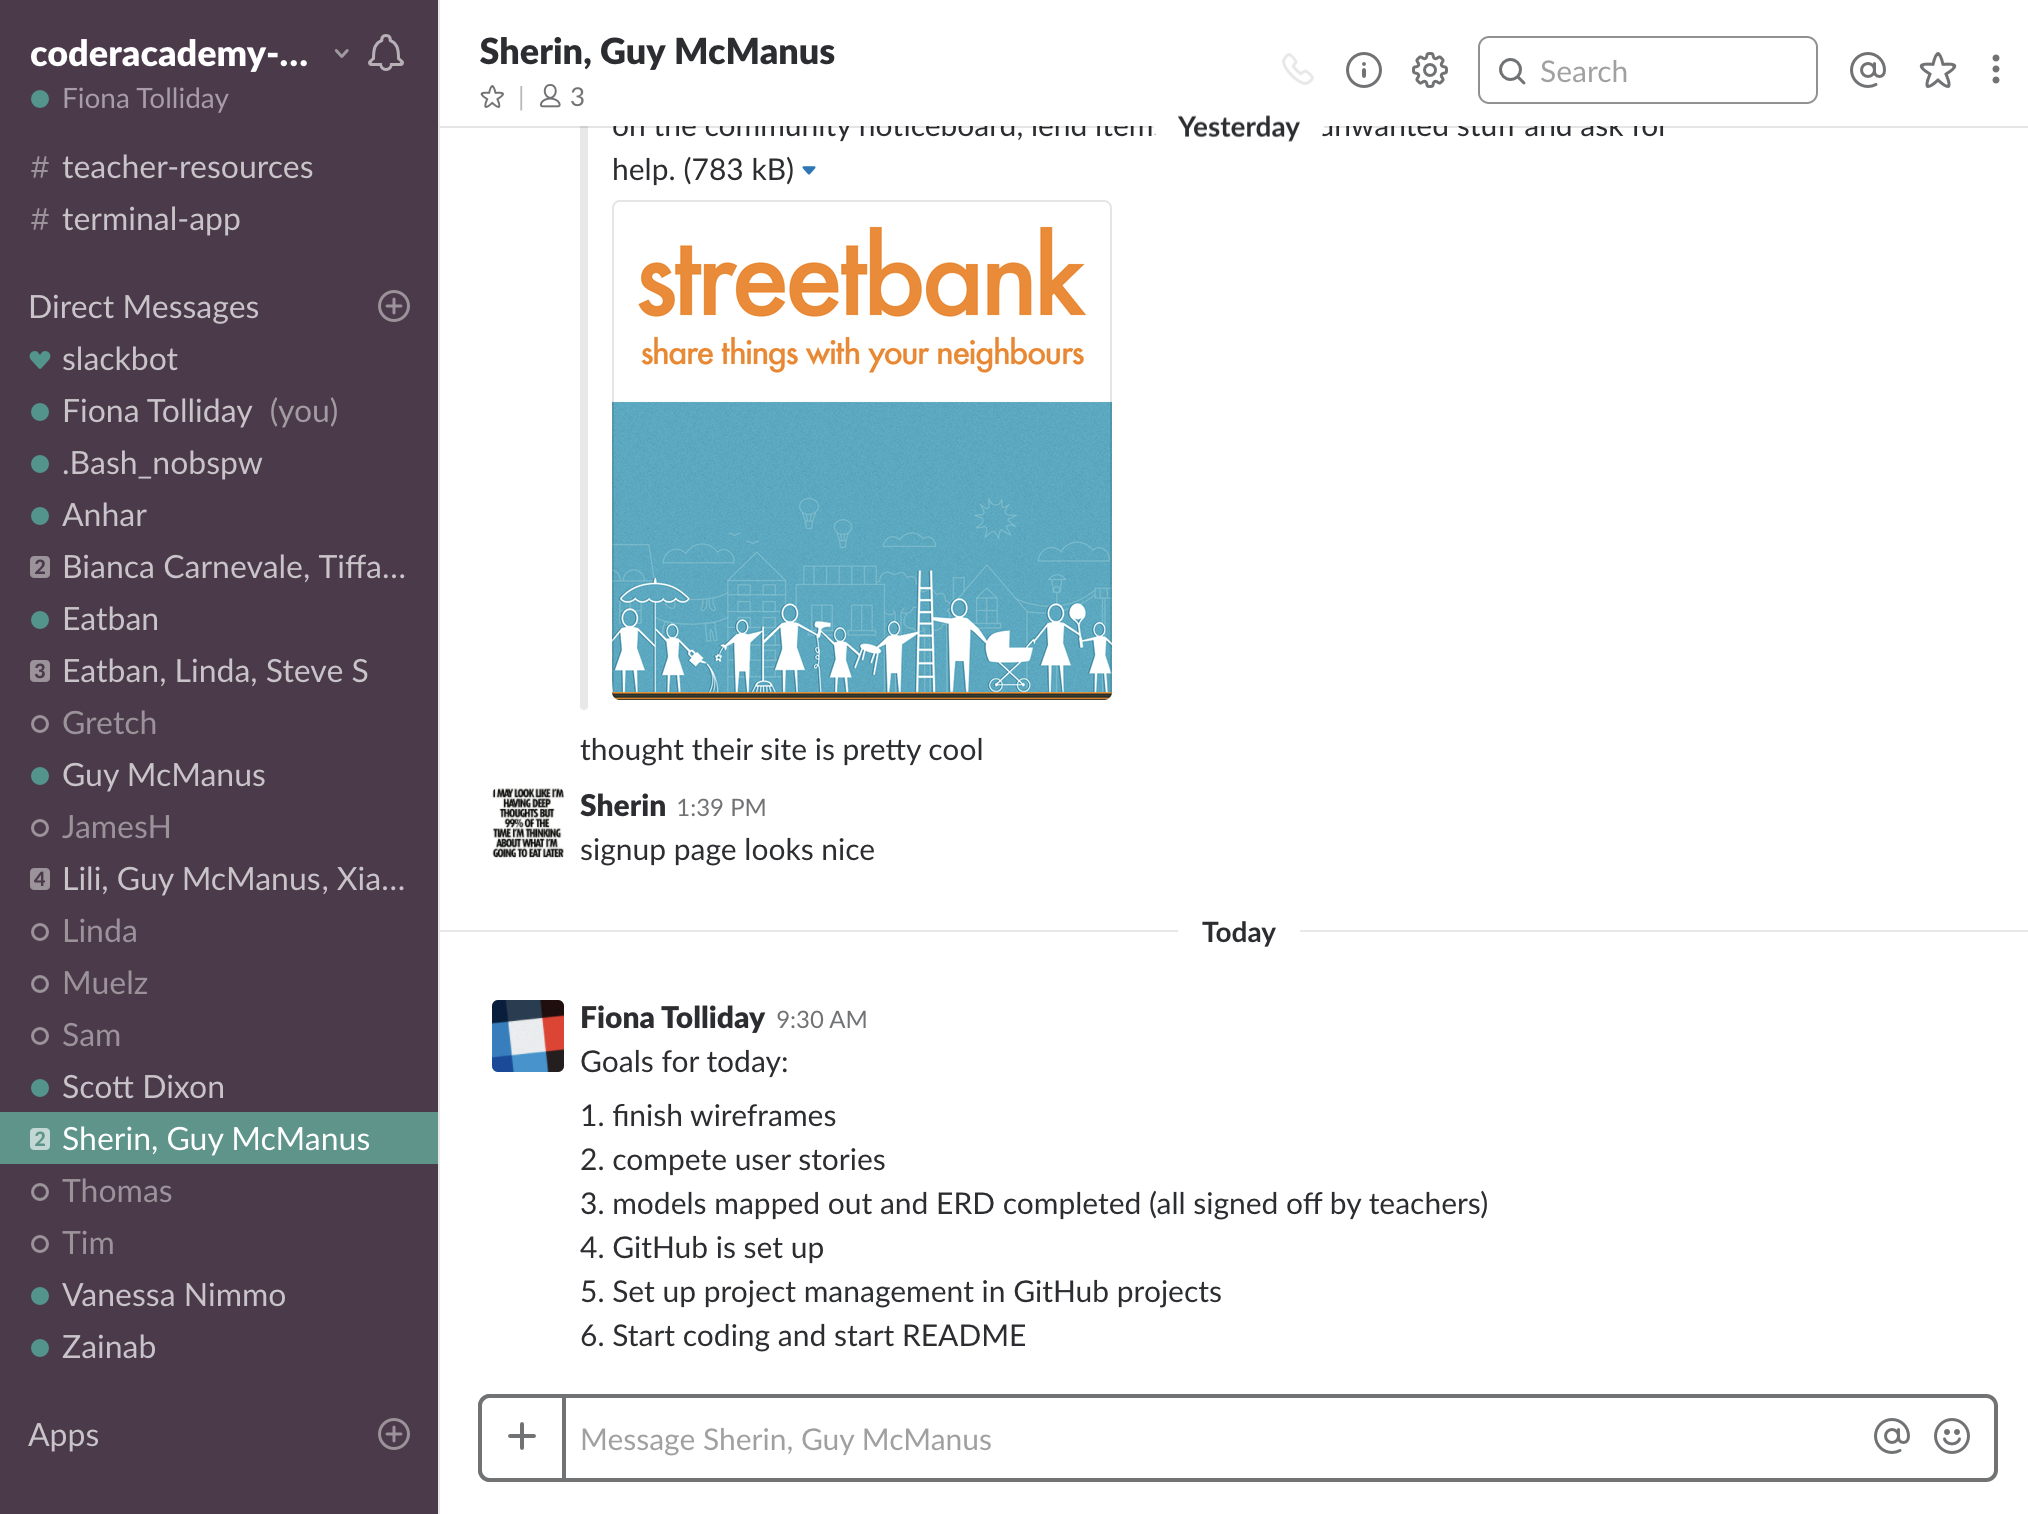 coderacademy-...
Fiona Tolliday
# teacher-resources
# terminal-app
Direct Messages
slackbot
Fiona Tolliday (you)
.Bash_nobspw
Anhar
2 Bianca Carnevale, Tiffa...
Eatban
3 Eatban, Linda, Steve S
Gretch
Guy McManus
JamesH
4 Lili, Guy McManus, Xia...
Linda
Muelz
Sam
Scott Dixon
2 Sherin, Guy McManus
Thomas
Tim
Vanessa Nimmo
Zainab
Apps
Sherin, Guy McManus
3
Search
Yesterday
on the community noticeboard, lend item unwanted stuff and ask for
help. (783 kB)
streetbank
share things with your neighbours
thought their site is pretty cool
I MAY LOOK LIKE I'M
HAVING DEEP
THOUGHTS BUT
99% OF THE
TIME I'M THINKING
ABOUT WHAT I'M
GOING TO EAT LATER
Sherin 1:39 PM
signup page looks nice
Today
Fiona Tolliday 9:30 AM
Goals for today:
1. finish wireframes
2. compete user stories
3. models mapped out and ERD completed (all signed off by teachers)
4. GitHub is set up
5. Set up project management in GitHub projects
6. Start coding and start README
Message Sherin, Guy McManus